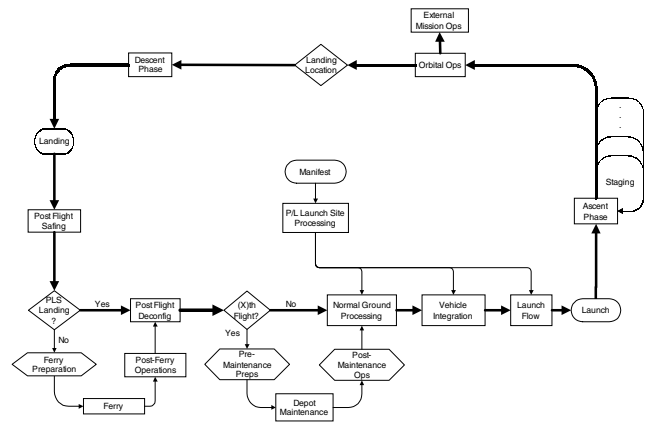 External
Mission Ops
Descent
Phase
Landing
Location
Orbital Ops
Landing
Manifest
Staging
Post Flight
Safing
P/L Launch Site
Processing
Ascent
Phase
PLS
Landing
?
Yes
Post Flight
Deconfig
(X)th
Flight?
No
Normal Ground
Processing
Vehicle
Integration
Launch
Flow
Launch
No
Yes
Ferry
Preparation
Post-Ferry
Operations
Pre-
Maintenance
Preps
Post-
Maintenance
Ops
Ferry
Depot
Maintenance